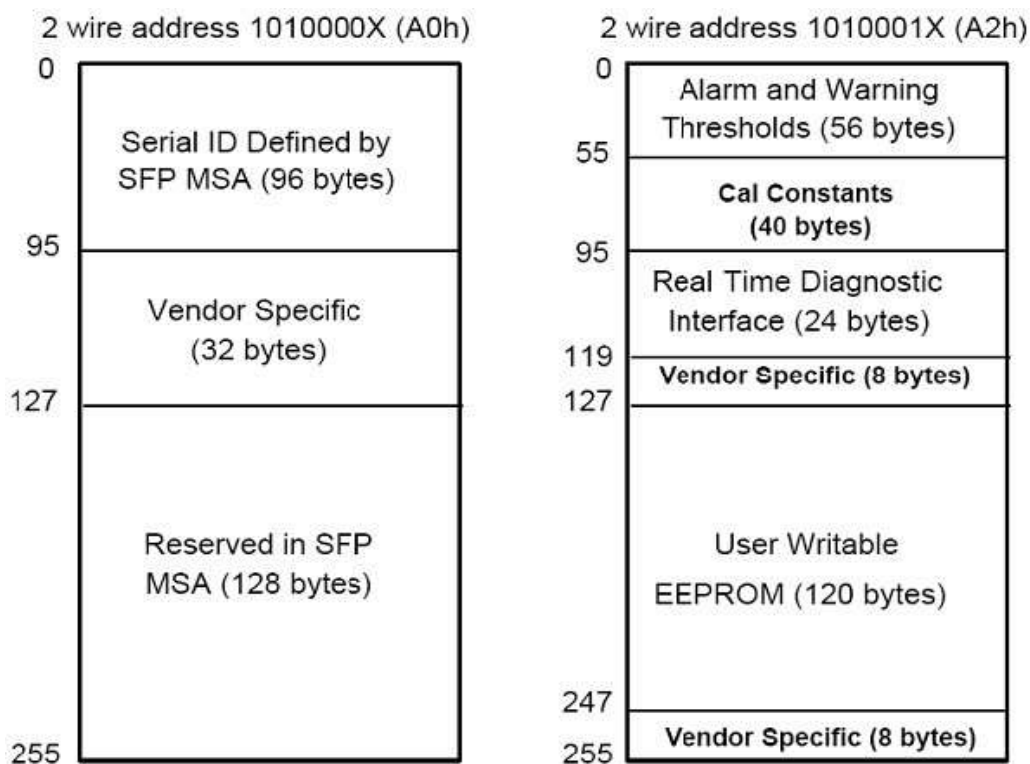 2 wire address 1010000X (A0h)
0
Serial ID Defined by
SFP MSA (96 bytes)
95
Vendor Specific
(32 bytes)
127
Reserved in SFP
MSA (128 bytes)
255
2 wire address 1010001X (A2h)
0
Alarm and Warning
Thresholds (56 bytes)
55
Cal Constants
(40 bytes)
95
Real Time Diagnostic
Interface (24 bytes)
119
Vendor Specific (8 bytes)
127
User Writable
EEPROM (120 bytes)
247
Vendor Specific (8 bytes)
255